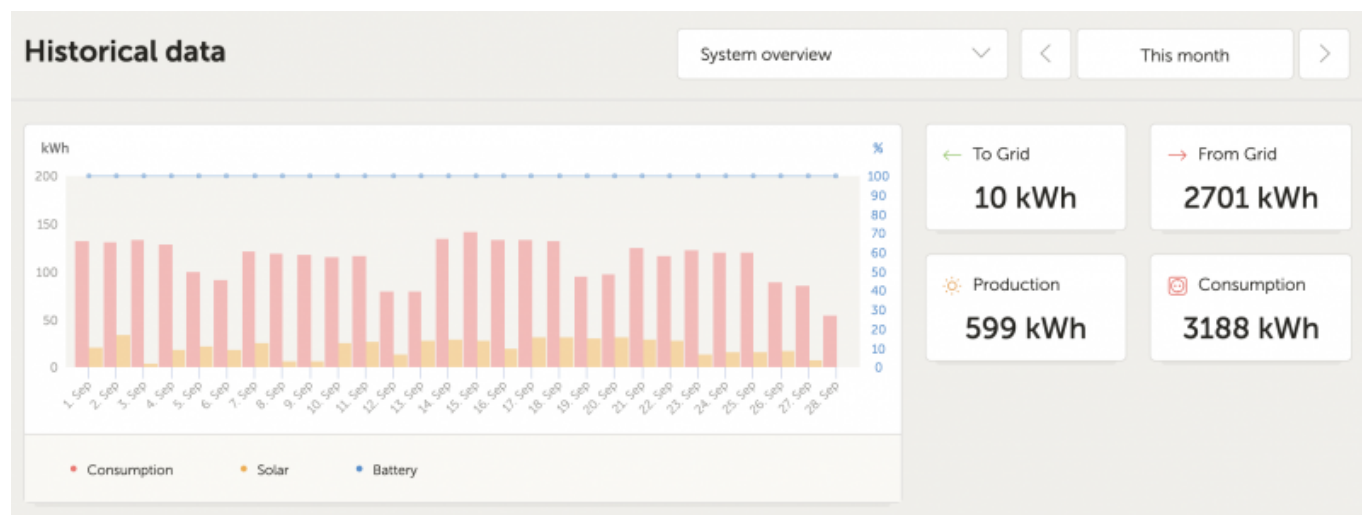 Historical data
System overview
This month
kWh
%
200
150
100
50
0
100
90
80
70
60
50
40
30
20
10
0
1. Sep
2. Sep
3. Sep
4. Sep
5. Sep
6. Sep
7. Sep
8. Sep
9. Sep
10. Sep
11. Sep
12. Sep
13. Sep
14. Sep
15. Sep
16. Sep
17. Sep
18. Sep
19. Sep
20. Sep
21. Sep
22. Sep
23. Sep
24. Sep
25. Sep
26. Sep
27. Sep
28. Sep
Consumption
Solar
Battery
To Grid
10 kWh
From Grid
2701 kWh
Production
599 kWh
Consumption
3188 kWh